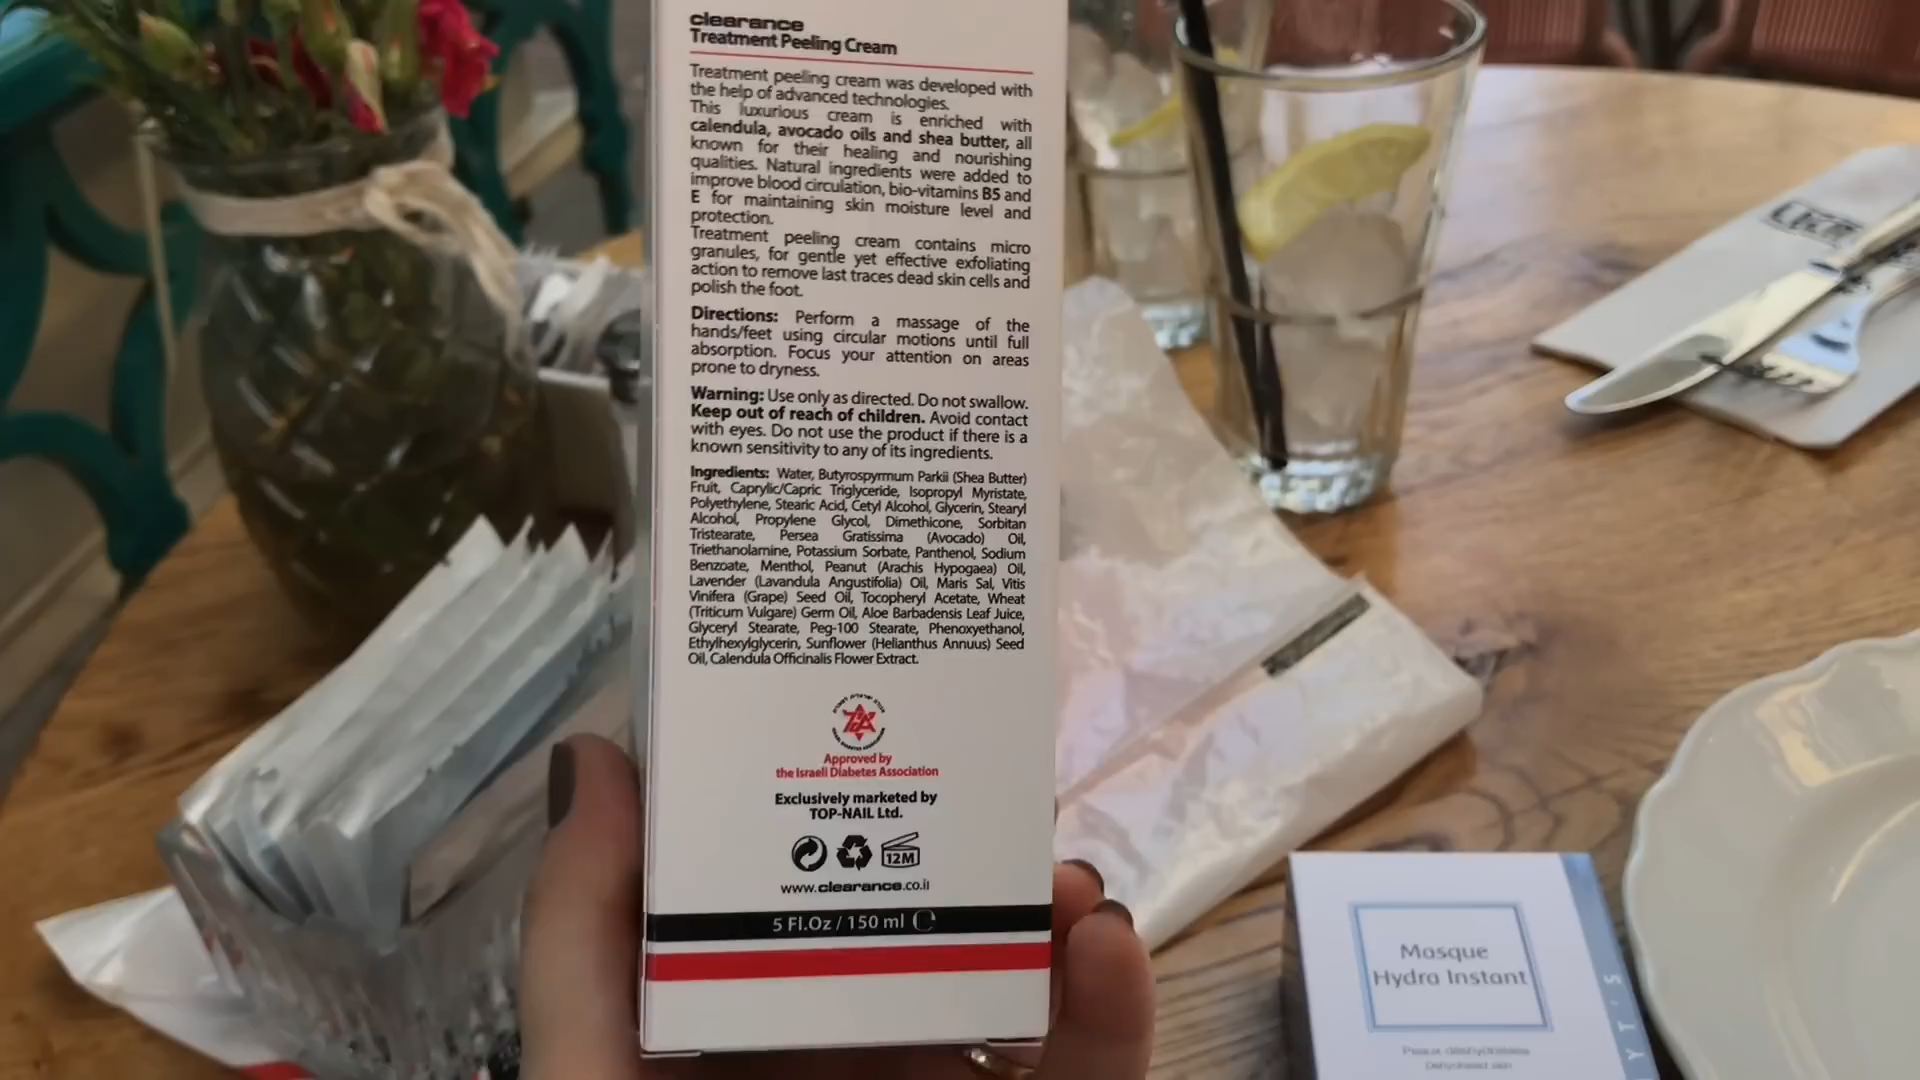 clearance
Treatment Peeling Cream
Treatment peeling cream was developed with
the help of advanced technologies.
This luxurious cream is enriched with
calendula, avocado oils and shea butter, all
known for their healing and nourishing
qualities. Natural ingredients were added to
improve blood circulation, bio-vitamins B5 and
E for maintaining skin moisture level and
protection.
Treatment peeling cream contains micro
granules, for gentle yet effective exfoliating
action to remove last traces dead skin cells and
polish the foot.
Directions: Perform a massage of the
hands/feet using circular motions until full
absorption. Focus your attention on areas
prone to dryness.
Warning: Use only as directed. Do not swallow.
Keep out of reach of children. Avoid contact
with eyes. Do not use the product if there is a
known sensitivity to any of its ingredients.
Ingredients: Water, Butyrospyrmum Parkii (Shea Butter)
Fruit, Caprylic/Capric Triglyceride, Isopropyl Myristate,
Polyethylene, Stearic Acid, Cetyl Alcohol, Glycerin, Stearyl
Alcohol, Propylene Glycol, Dimethicone, Sorbitan
Tristearate, Persea Gratissima (Avocado) Oil,
Triethanolamine, Potassium Sorbate, Panthenol, Sodium
Benzoate, Menthol, Peanut (Arachis Hypogaea) Oil,
Lavender (Lavandula Angustifolia) Oil, Maris Sal, Vitis
Vinifera (Grape) Seed Oil, Tocopheryl Acetate, Wheat
(Triticum Vulgare) Germ Oil, Aloe Barbadensis Leaf Juice,
Glyceryl Stearate, Peg-100 Stearate, Phenoxyethanol,
Ethylhexylglycerin, Sunflower (Helianthus Annuus) Seed
Oil, Calendula Officinalis Flower Extract.
Approved by
the Israeli Diabetes Association
Exclusively marketed by
TOP-NAIL Ltd.
12M
www.clearance.co.il
5 Fl.Oz / 150 ml
Masque
Hydra Instant
Peaux déshydratées
Dehydrated skin